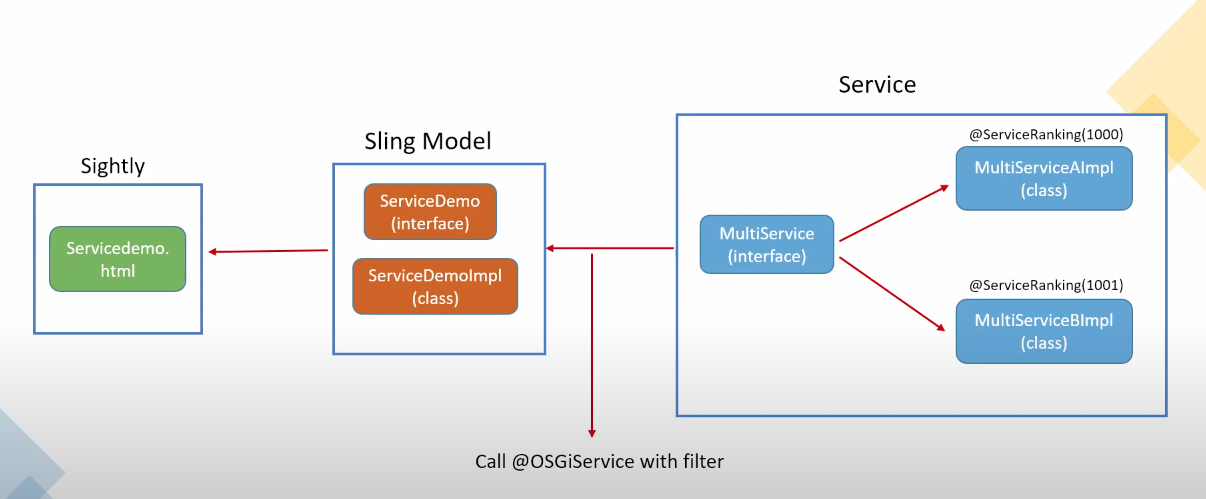 Service
@ServiceRanking(1000)
MultiServiceAImpl
(class)
Sling Model
Sightly
ServiceDemo
(interface)
Servicedemo.
html
ServiceDemoImpl
(class)
MultiService
(interface)
@ServiceRanking(1001)
MultiServiceBImpl
(class)
Call @OSGiService with filter